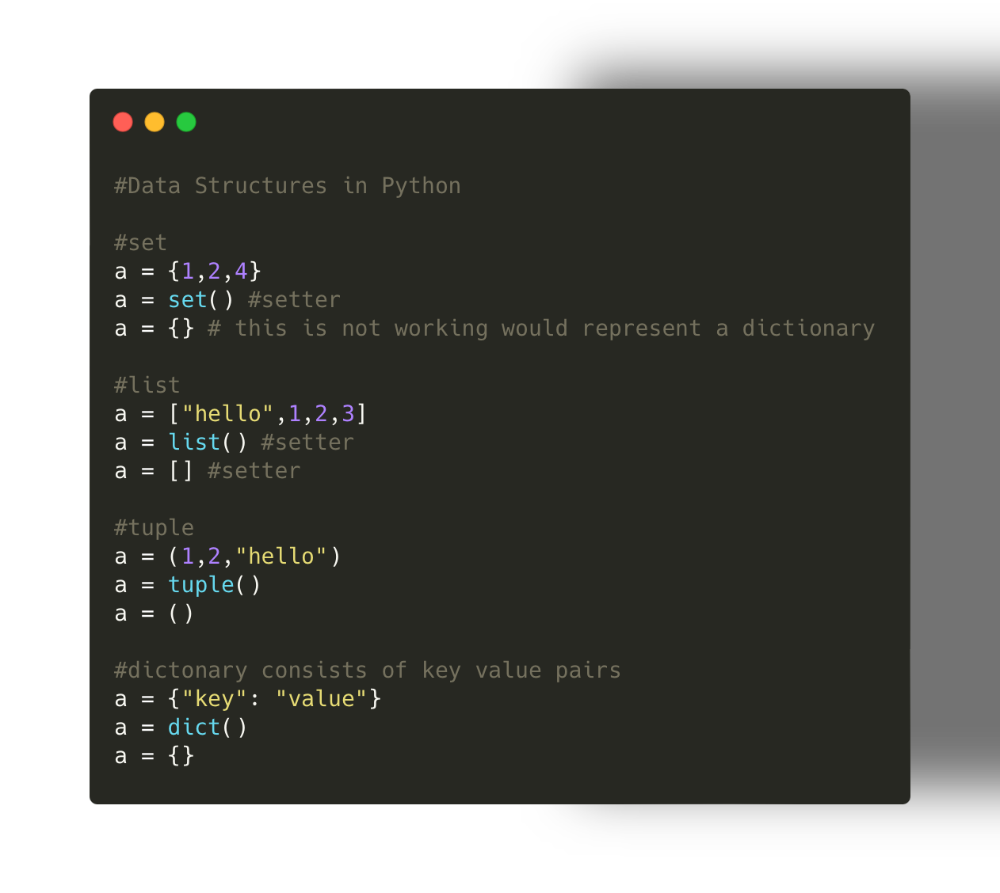 #Data Structures in Python
#set
a = {1,2,4}
a = set() #setter
a = {} # this is not working would represent a dictionary
#list
a = ["hello",1,2,3]
a = list() #setter
a = [] #setter
#tuple
a = (1,2,"hello")
a = tuple()
a = ()
#dictonary consists of key value pairs
a = {"key": "value"}
a = dict()
a = {}